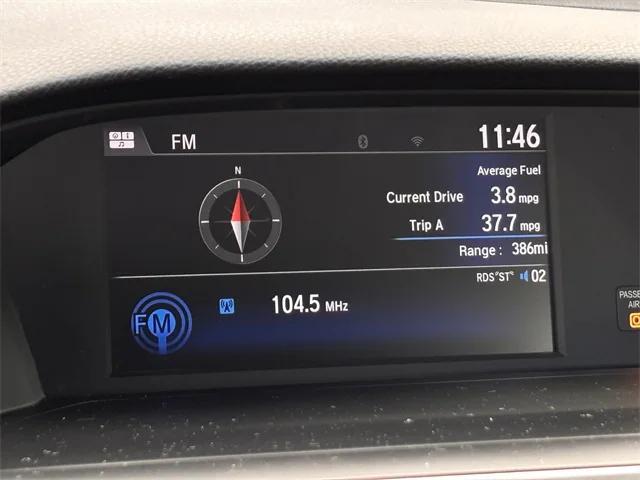 FM 11:46
N
Average Fuel
Current Drive 3.8 mpg
Trip A 37.7 mpg
Range : 386mi
RDS "ST" 02
FM 104.5 MHz
PASSE
AIR